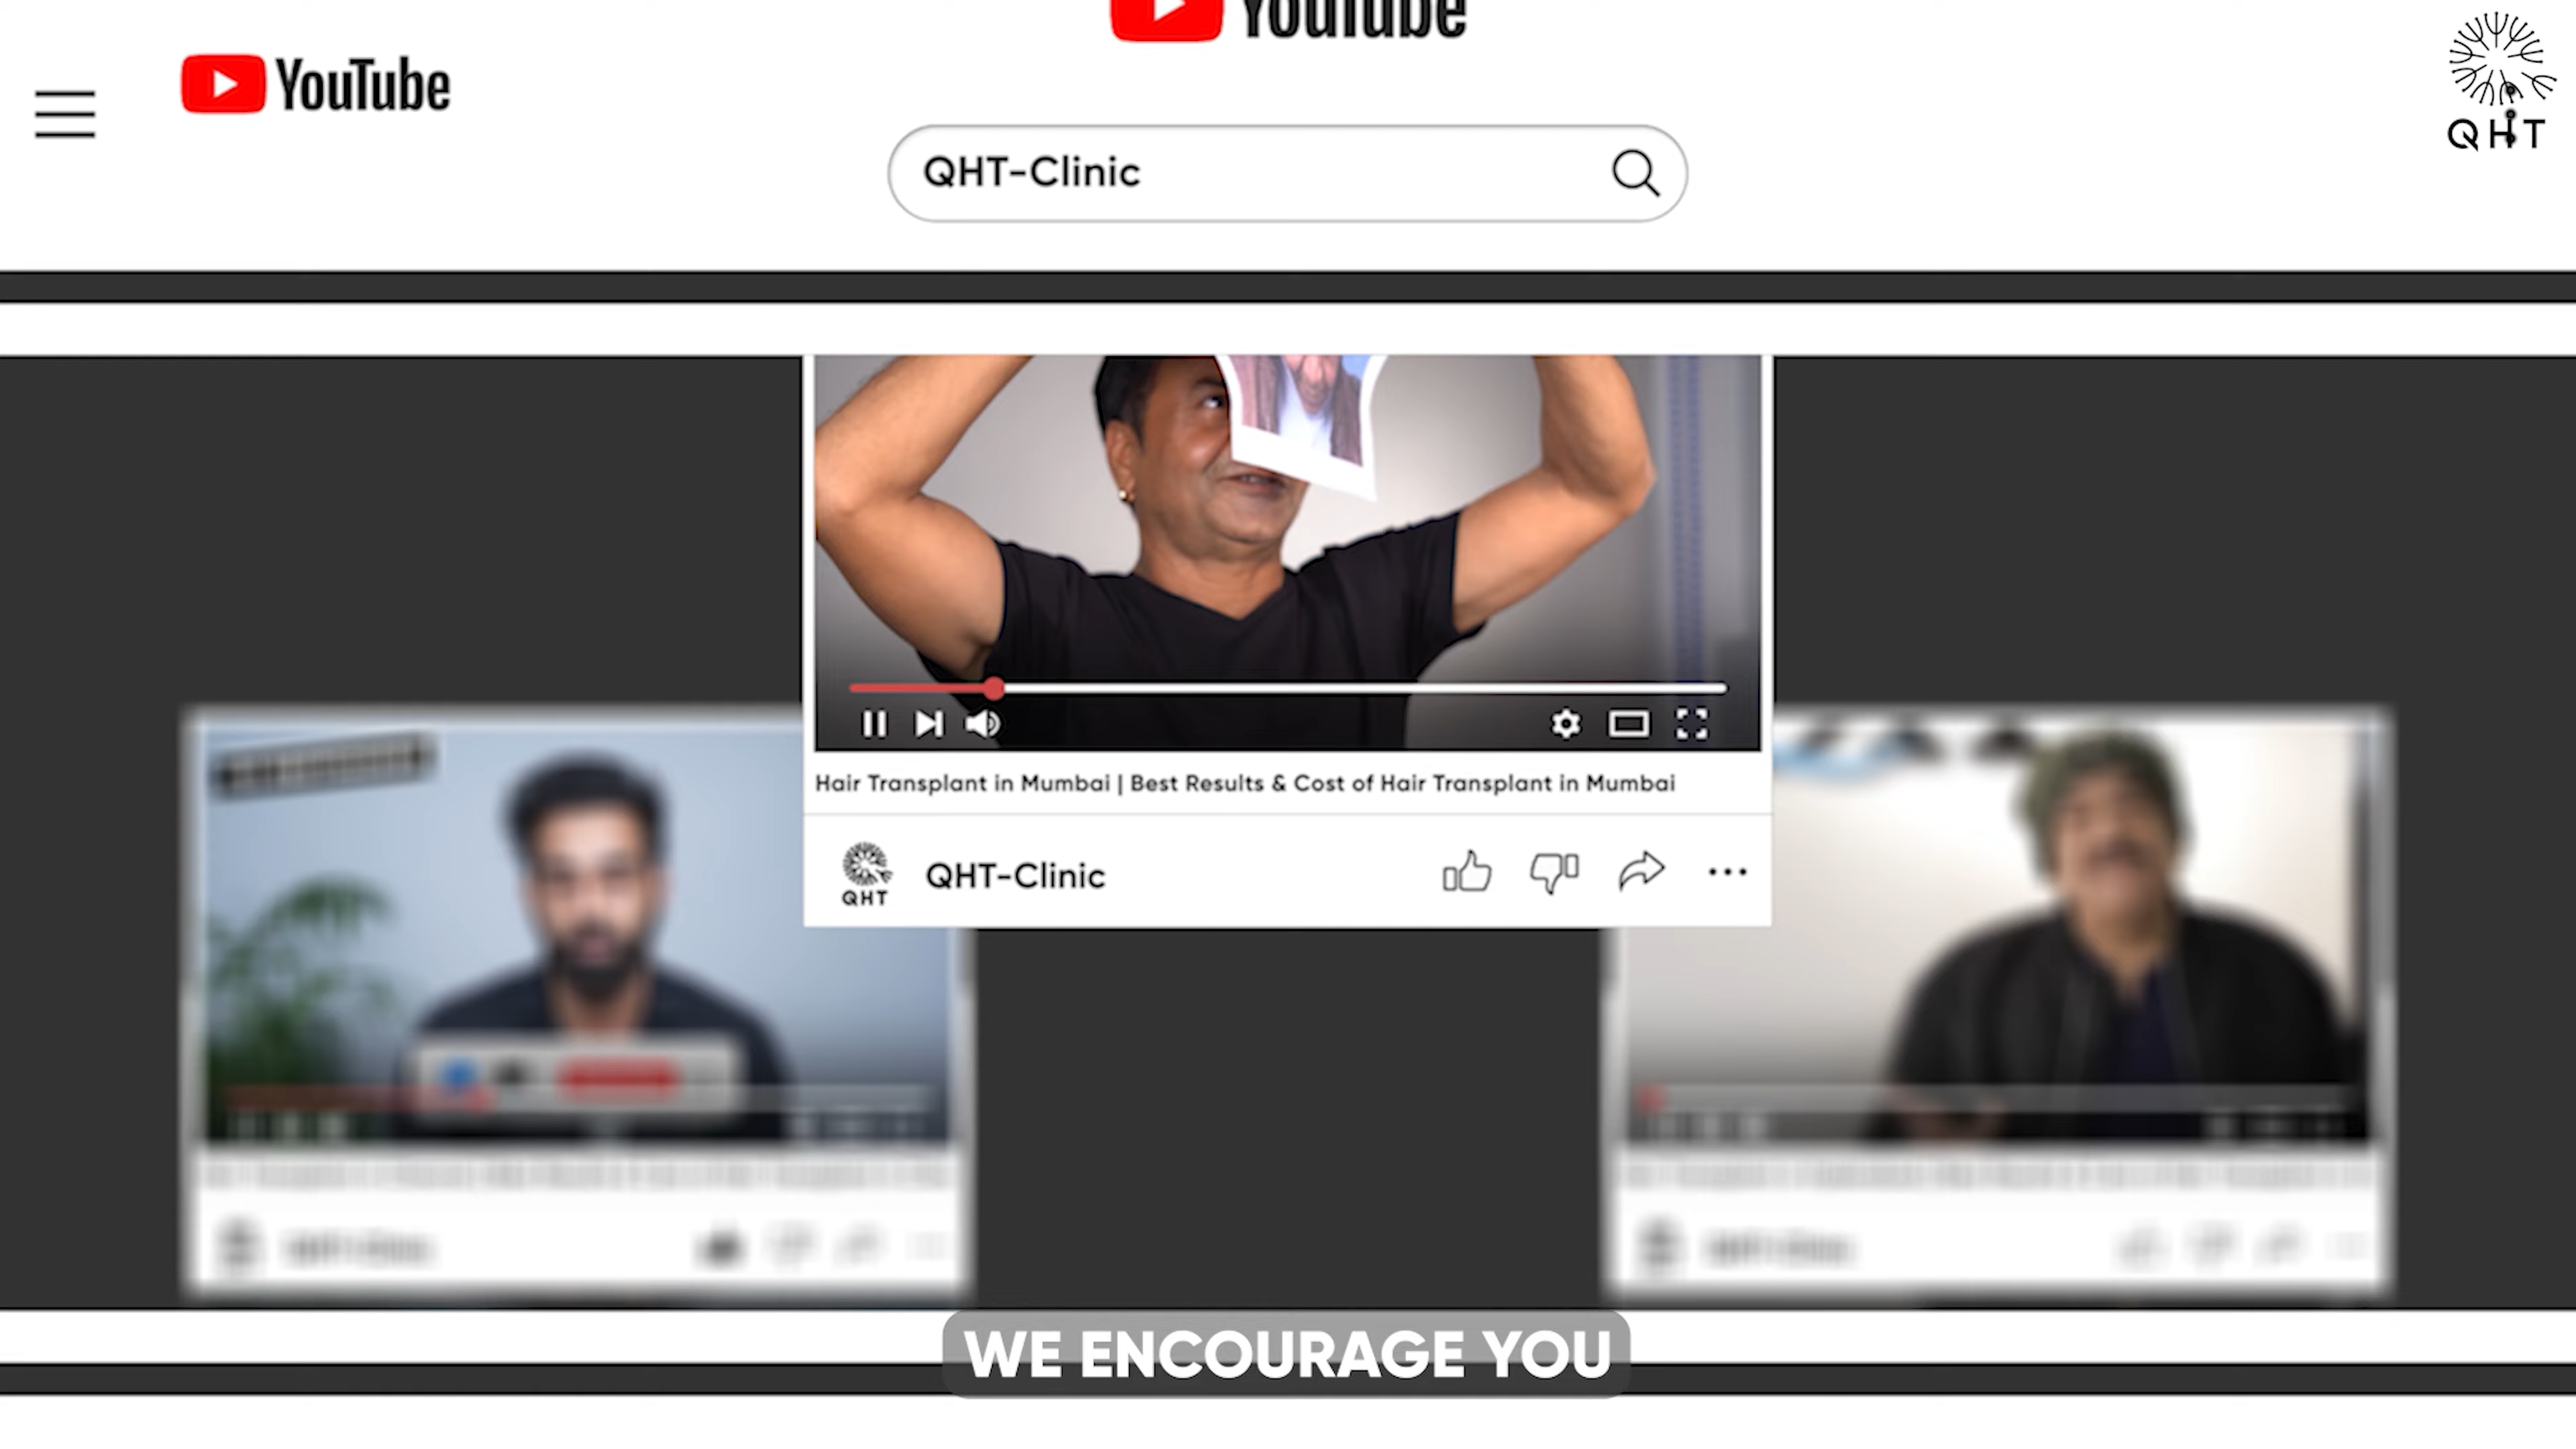 YouTube
YouTube
QHT
QHT-Clinic
Hair Transplant in Mumbai | Best Results & Cost of Hair Transplant in Mumbai
QHT
QHT-Clinic
WE ENCOURAGE YOU